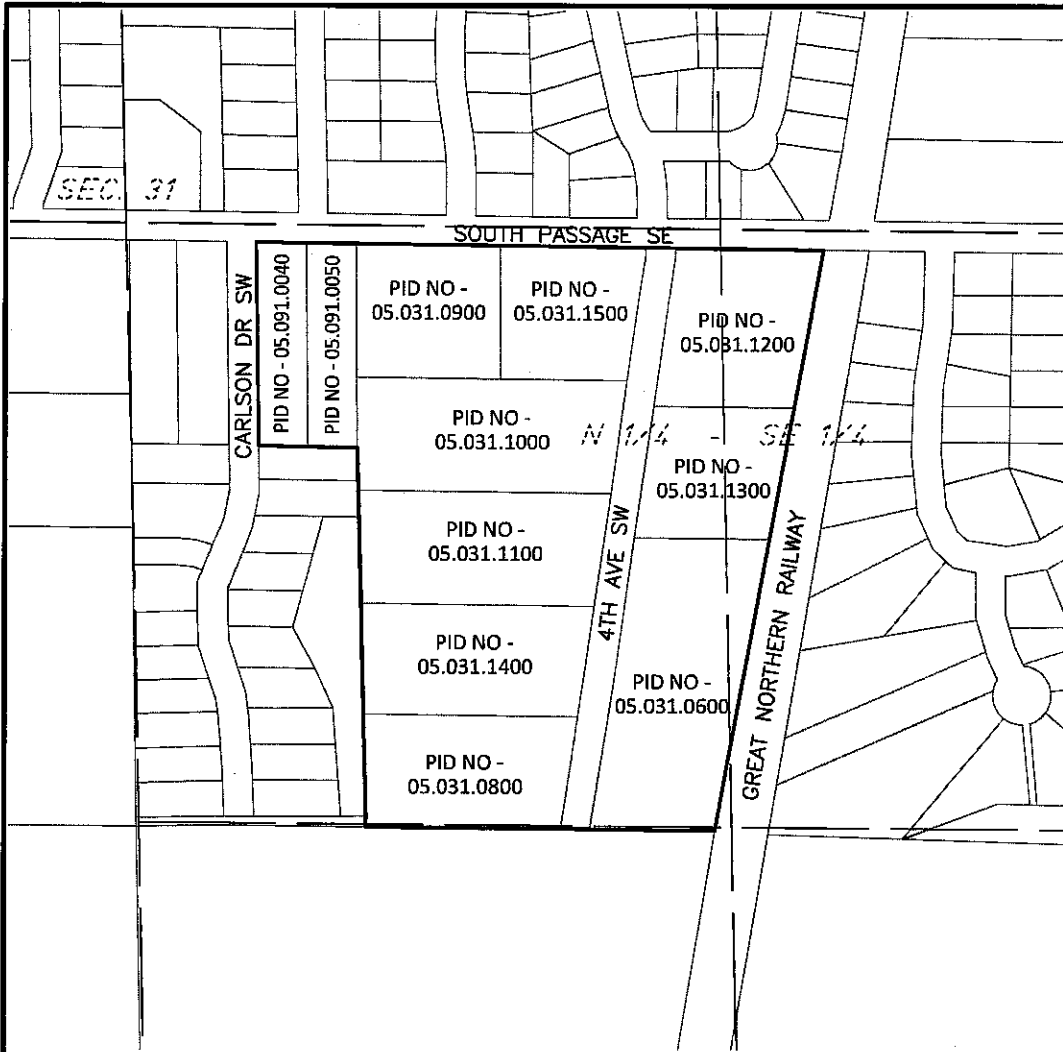 SEC. 31
SOUTH PASSAGE SE
CARLSON DR SW
PID NO - 05.091.0040
PID NO - 05.091.0050
PID NO -
05.031.0900
PID NO -
05.031.1500
PID NO -
05.031.1200
PID NO -
05.031.1000
N 1/4 - SE 1/4
PID NO -
05.031.1300
PID NO -
05.031.1100
4TH AVE SW
GREAT NORTHERN RAILWAY
PID NO -
05.031.1400
PID NO -
05.031.0600
PID NO -
05.031.0800